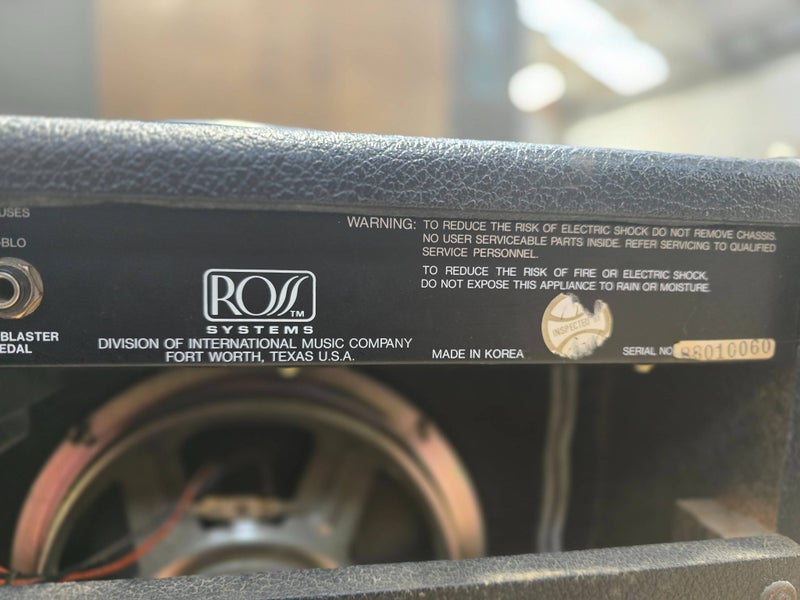 USES
-BLO
BLASTER
EDAL
WARNING: TO REDUCE THE RISK OF ELECTRIC SHOCK DO NOT REMOVE CHASSIS.
NO USER SERVICEABLE PARTS INSIDE. REFER SERVICING TO QUALIFIED
SERVICE PERSONNEL.
TO REDUCE THE RISK OF FIRE OR ELECTRIC SHOCK,
DO NOT EXPOSE THIS APPLIANCE TO RAIN OR MOISTURE.
ROSS TM
SYSTEMS
DIVISION OF INTERNATIONAL MUSIC COMPANY
FORT WORTH, TEXAS U.S.A.
MADE IN KOREA
INSPECTED
SERIAL NO.